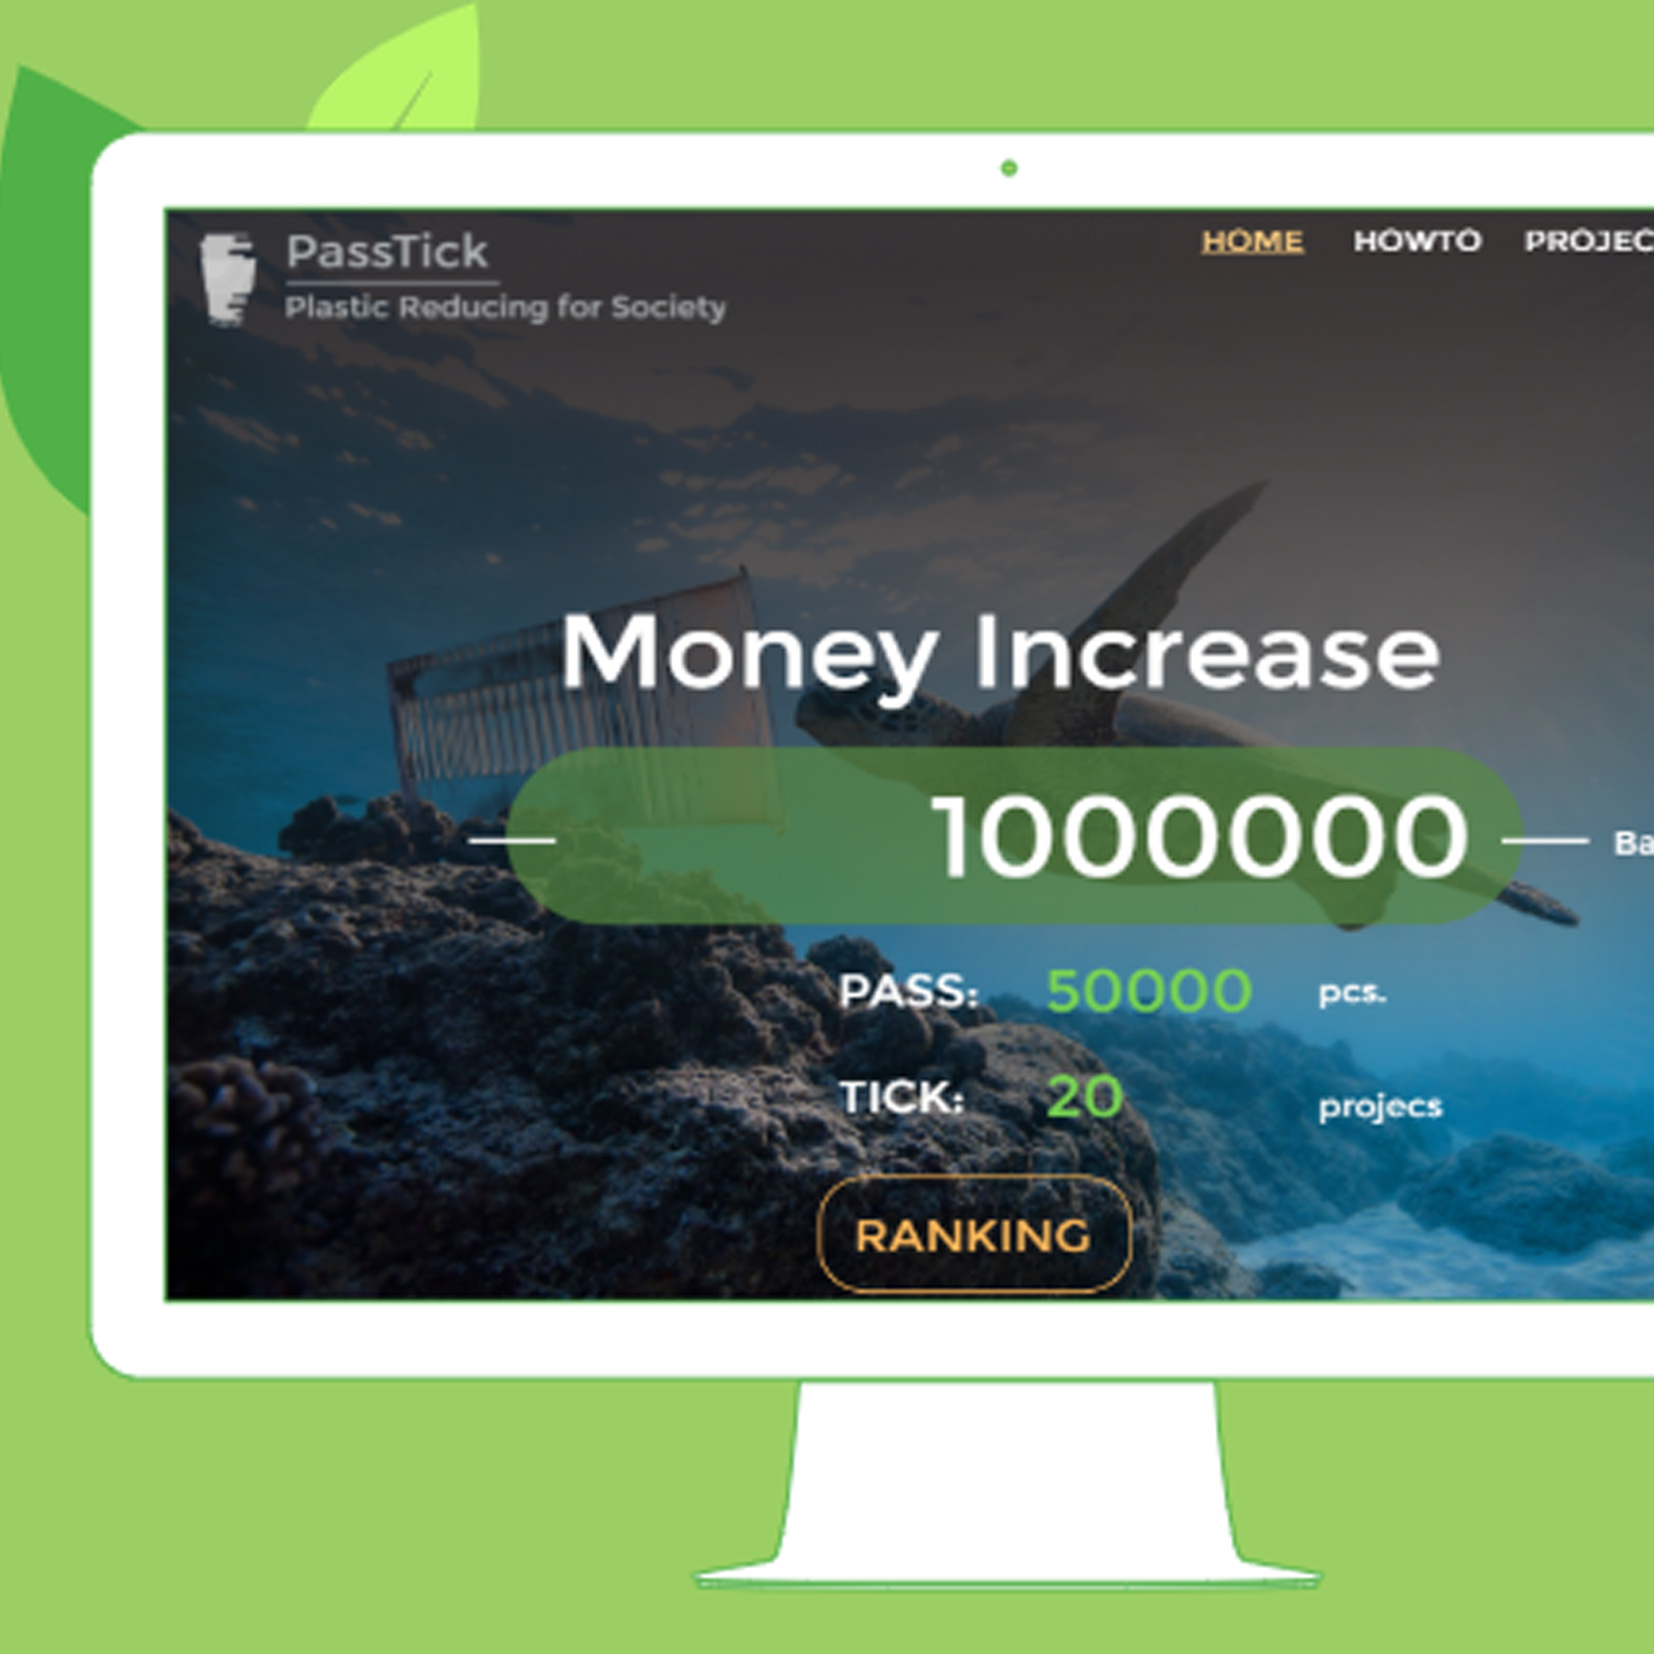 PassTick
Plastic Reducing for Society
HOME HOWTO PROJEC
Money Increase
1000000
Ba
PASS: 50000 pcs.
TICK: 20 projecs
RANKING